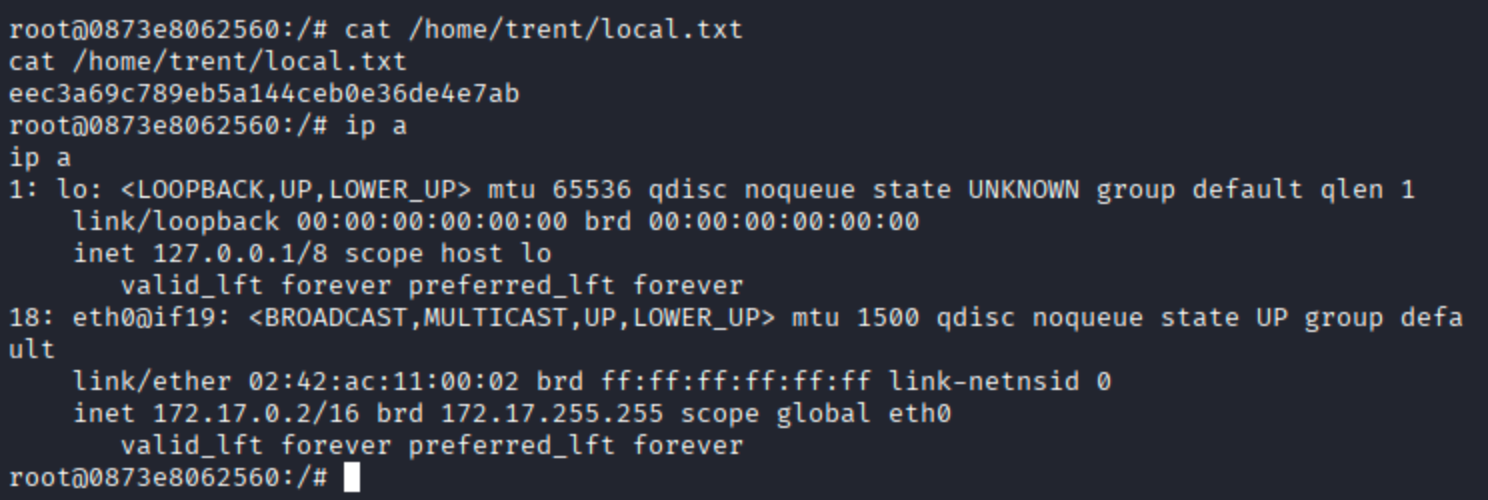 root@0873e8062560:/# cat /home/trent/local.txt
cat /home/trent/local.txt
eec3a69c789eb5a144ceb0e36de4e7ab
root@0873e8062560:/# ip a
ip a
1: lo: <LOOPBACK,UP,LOWER_UP> mtu 65536 qdisc noqueue state UNKNOWN group default qlen 1
    link/loopback 00:00:00:00:00:00 brd 00:00:00:00:00:00
    inet 127.0.0.1/8 scope host lo
       valid_lft forever preferred_lft forever
18: eth0@if19: <BROADCAST,MULTICAST,UP,LOWER_UP> mtu 1500 qdisc noqueue state UP group defa
ult
    link/ether 02:42:ac:11:00:02 brd ff:ff:ff:ff:ff:ff link-netnsid 0
    inet 172.17.0.2/16 brd 172.17.255.255 scope global eth0
       valid_lft forever preferred_lft forever
root@0873e8062560:/#